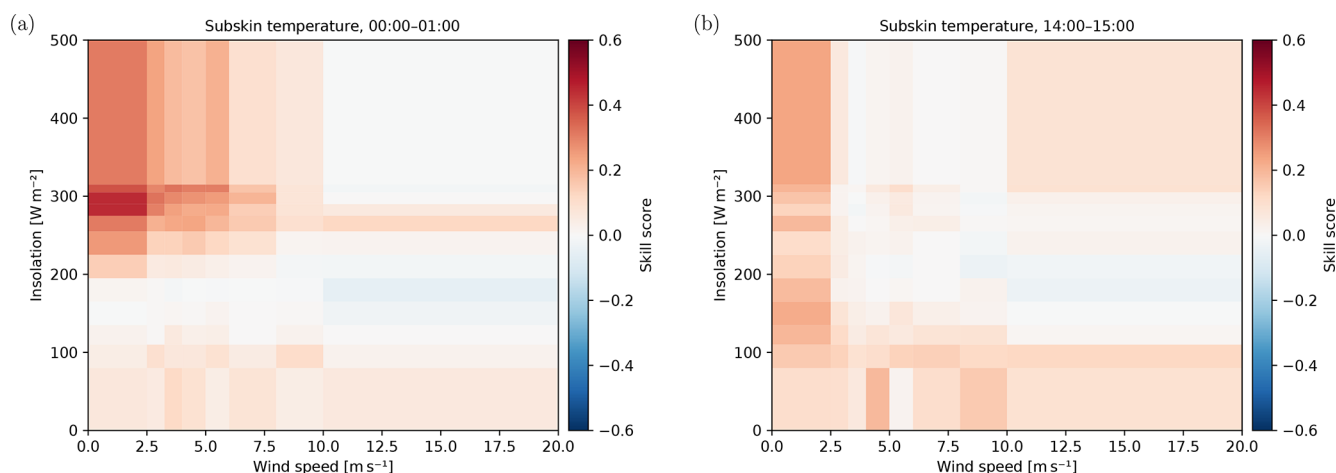 (a)
Subskin temperature, 00:00–01:00
500
400
300
200
100
0
Insolation [W m⁻²]
0.0 2.5 5.0 7.5 10.0 12.5 15.0 17.5 20.0
Wind speed [m s⁻¹]
0.6
0.4
0.2
0.0
−0.2
−0.4
−0.6
Skill score
(b)
Subskin temperature, 14:00–15:00
500
400
300
200
100
0
Insolation [W m⁻²]
0.0 2.5 5.0 7.5 10.0 12.5 15.0 17.5 20.0
Wind speed [m s⁻¹]
0.6
0.4
0.2
0.0
−0.2
−0.4
−0.6
Skill score